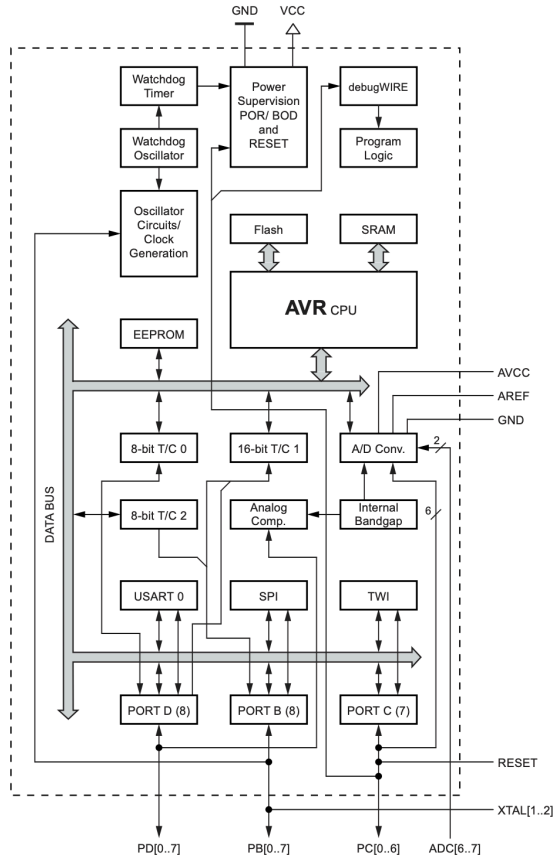 GND
VCC
Watchdog
Timer
Power
Supervision
POR/ BOD
and
RESET
debugWIRE
Watchdog
Oscillator
Program
Logic
Oscillator
Circuits/
Clock
Generation
Flash
SRAM
AVR CPU
EEPROM
AVCC
AREF
GND
8-bit T/C 0
16-bit T/C 1
A/D Conv.
2
DATA BUS
8-bit T/C 2
Analog
Comp.
Internal
Bandgap
6
USART 0
SPI
TWI
PORT D (8)
PORT B (8)
PORT C (7)
RESET
XTAL[1..2]
PD[0..7]
PB[0..7]
PC[0..6]
ADC[6..7]